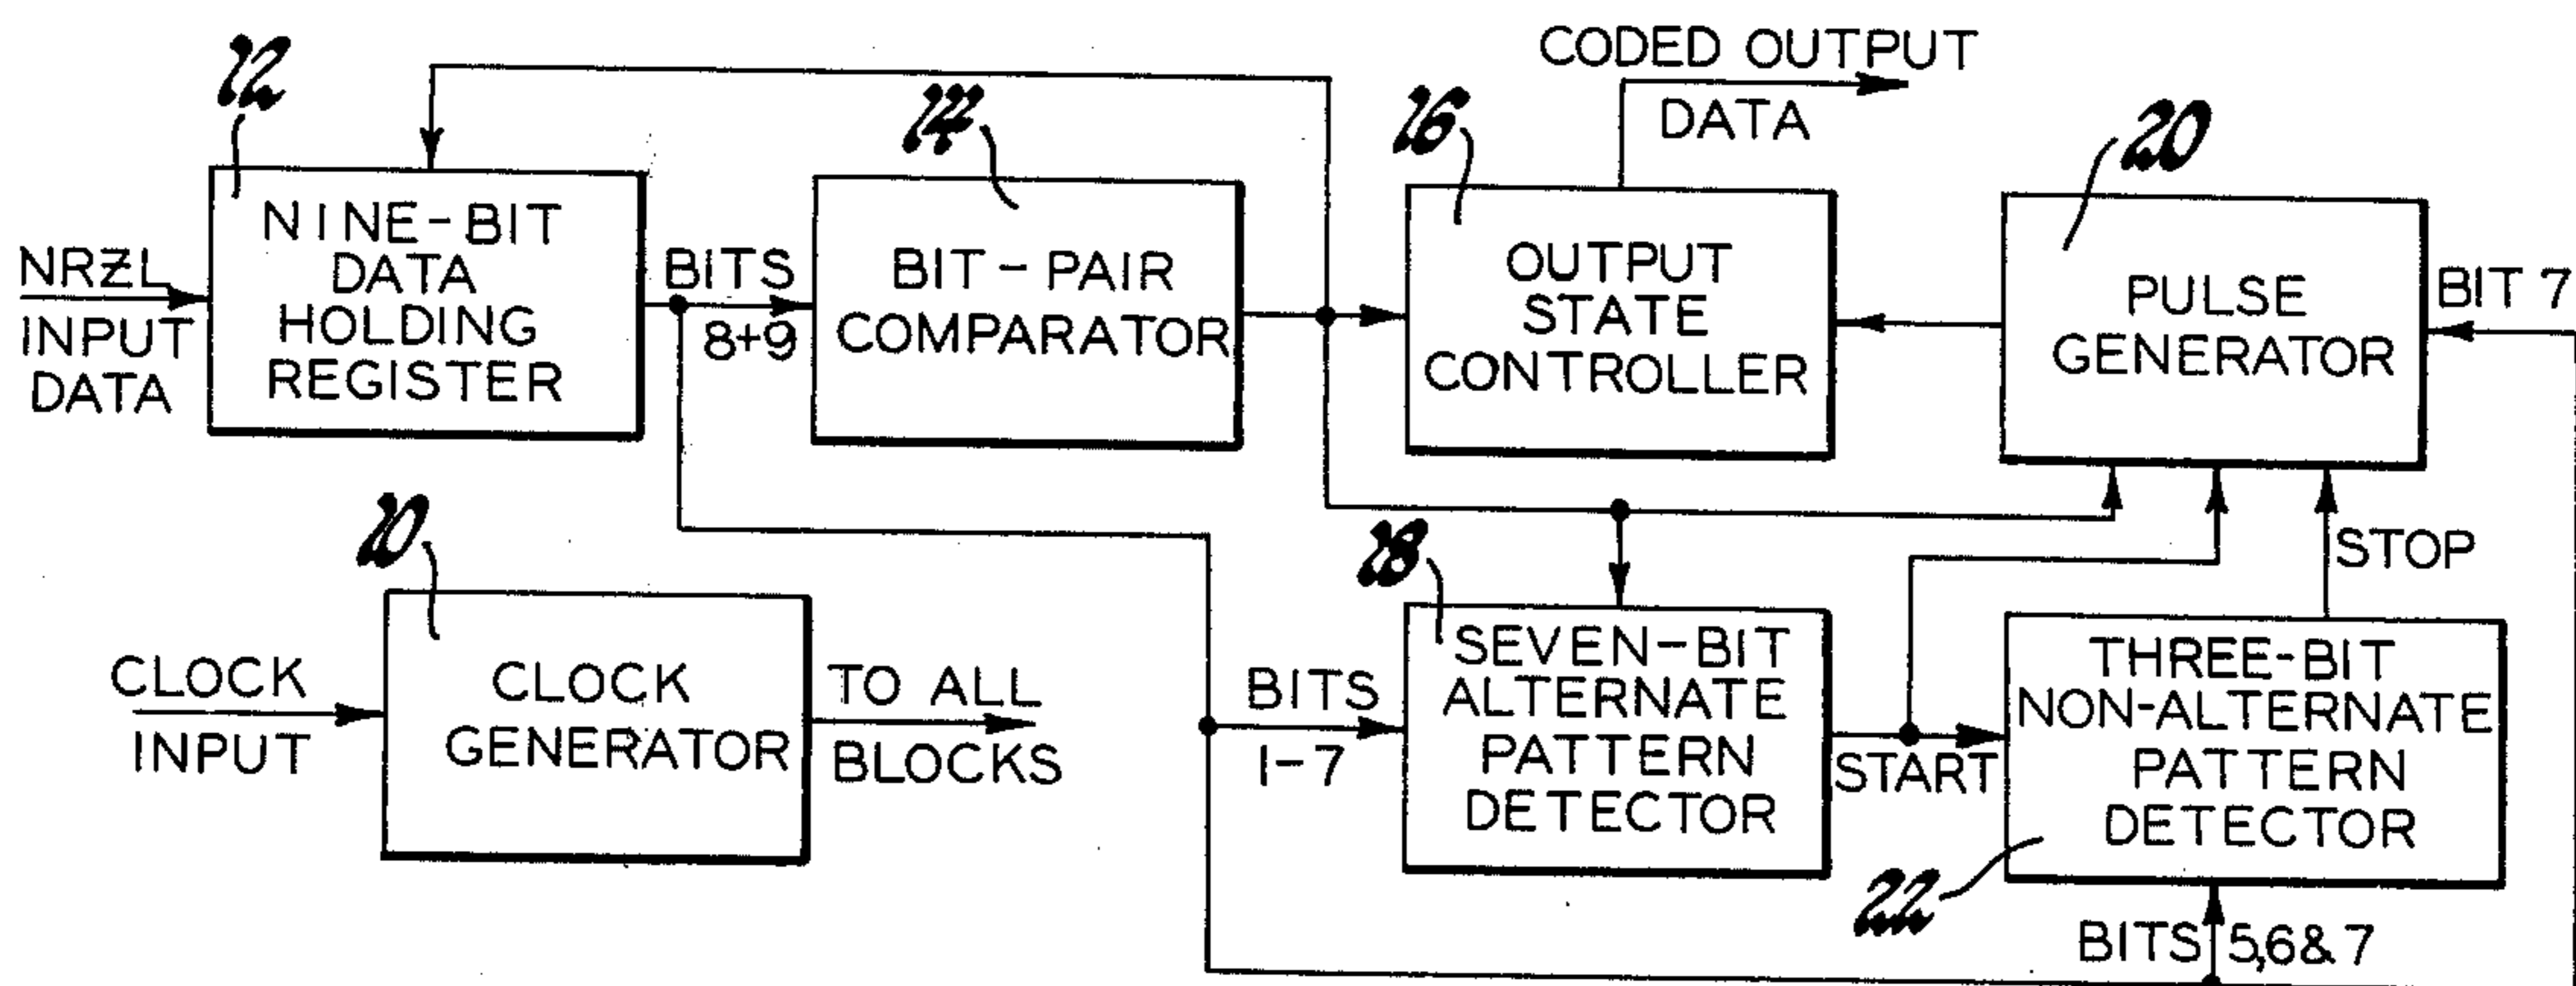 CODED OUTPUT
DATA
12
14
16
20
NRZL
INPUT
DATA
NINE-BIT
DATA
HOLDING
REGISTER
BITS
8+9
BIT-PAIR
COMPARATOR
OUTPUT
STATE
CONTROLLER
PULSE
GENERATOR
BIT 7
10
CLOCK
INPUT
CLOCK
GENERATOR
TO ALL
BLOCKS
18
BITS
1-7
SEVEN-BIT
ALTERNATE
PATTERN
DETECTOR
START
STOP
THREE-BIT
NON-ALTERNATE
PATTERN
DETECTOR
22
BITS 5,6&7